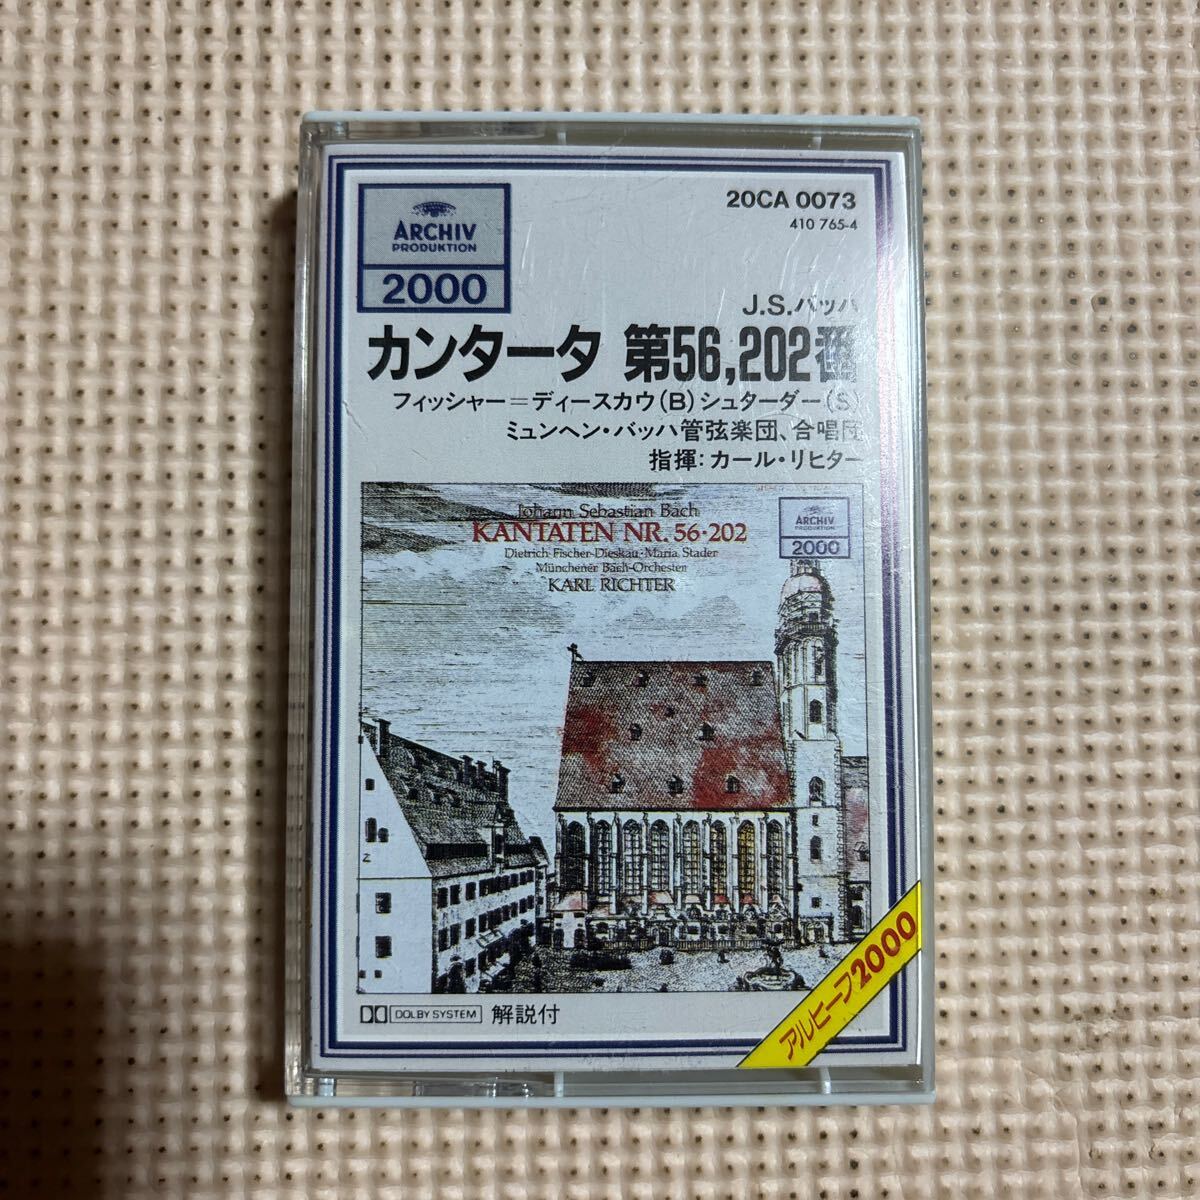 ARCHIV
PRODUKTION
2000
20CA 0073
410 765-4
J.S.バッハ
カンタータ 第56,202番
フィッシャー=ディースカウ(B)シュターダー(S)
ミュンヘン・バッハ管弦楽団、合唱団
指揮:カール・リヒター
Johann Sebastian Bach
KANTATEN NR. 56·202
Dietrich Fischer-Dieskau·Maria Stader
Münchener Bach-Orchester
KARL RICHTER
ARCHIV
PRODUKTION
2000
DOLBY SYSTEM 解説付
アルヒーフ2000